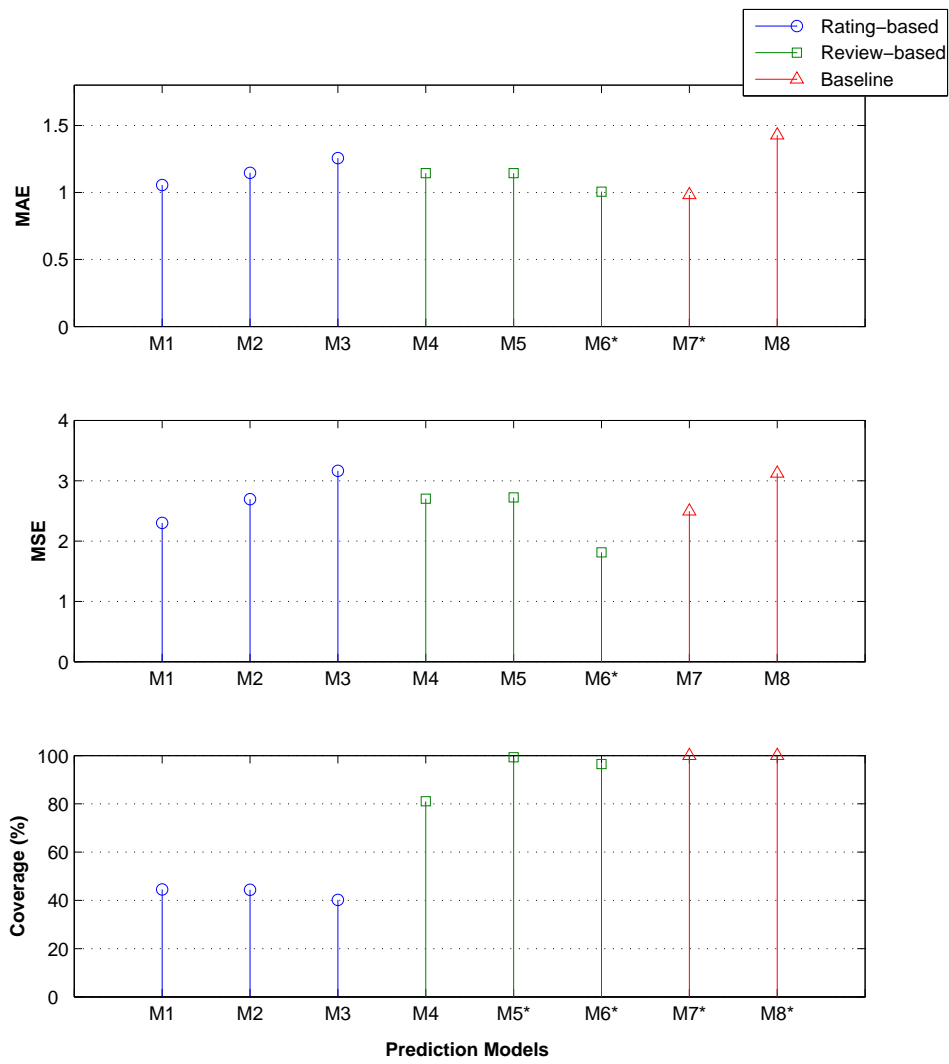 Rating−based
Review−based
Baseline
MAE
1.5
1
0.5
0
M1 M2 M3 M4 M5 M6* M7* M8
MSE
4
3
2
1
0
M1 M2 M3 M4 M5 M6* M7 M8
Coverage (%)
100
80
60
40
20
0
M1 M2 M3 M4 M5* M6* M7* M8*
Prediction Models